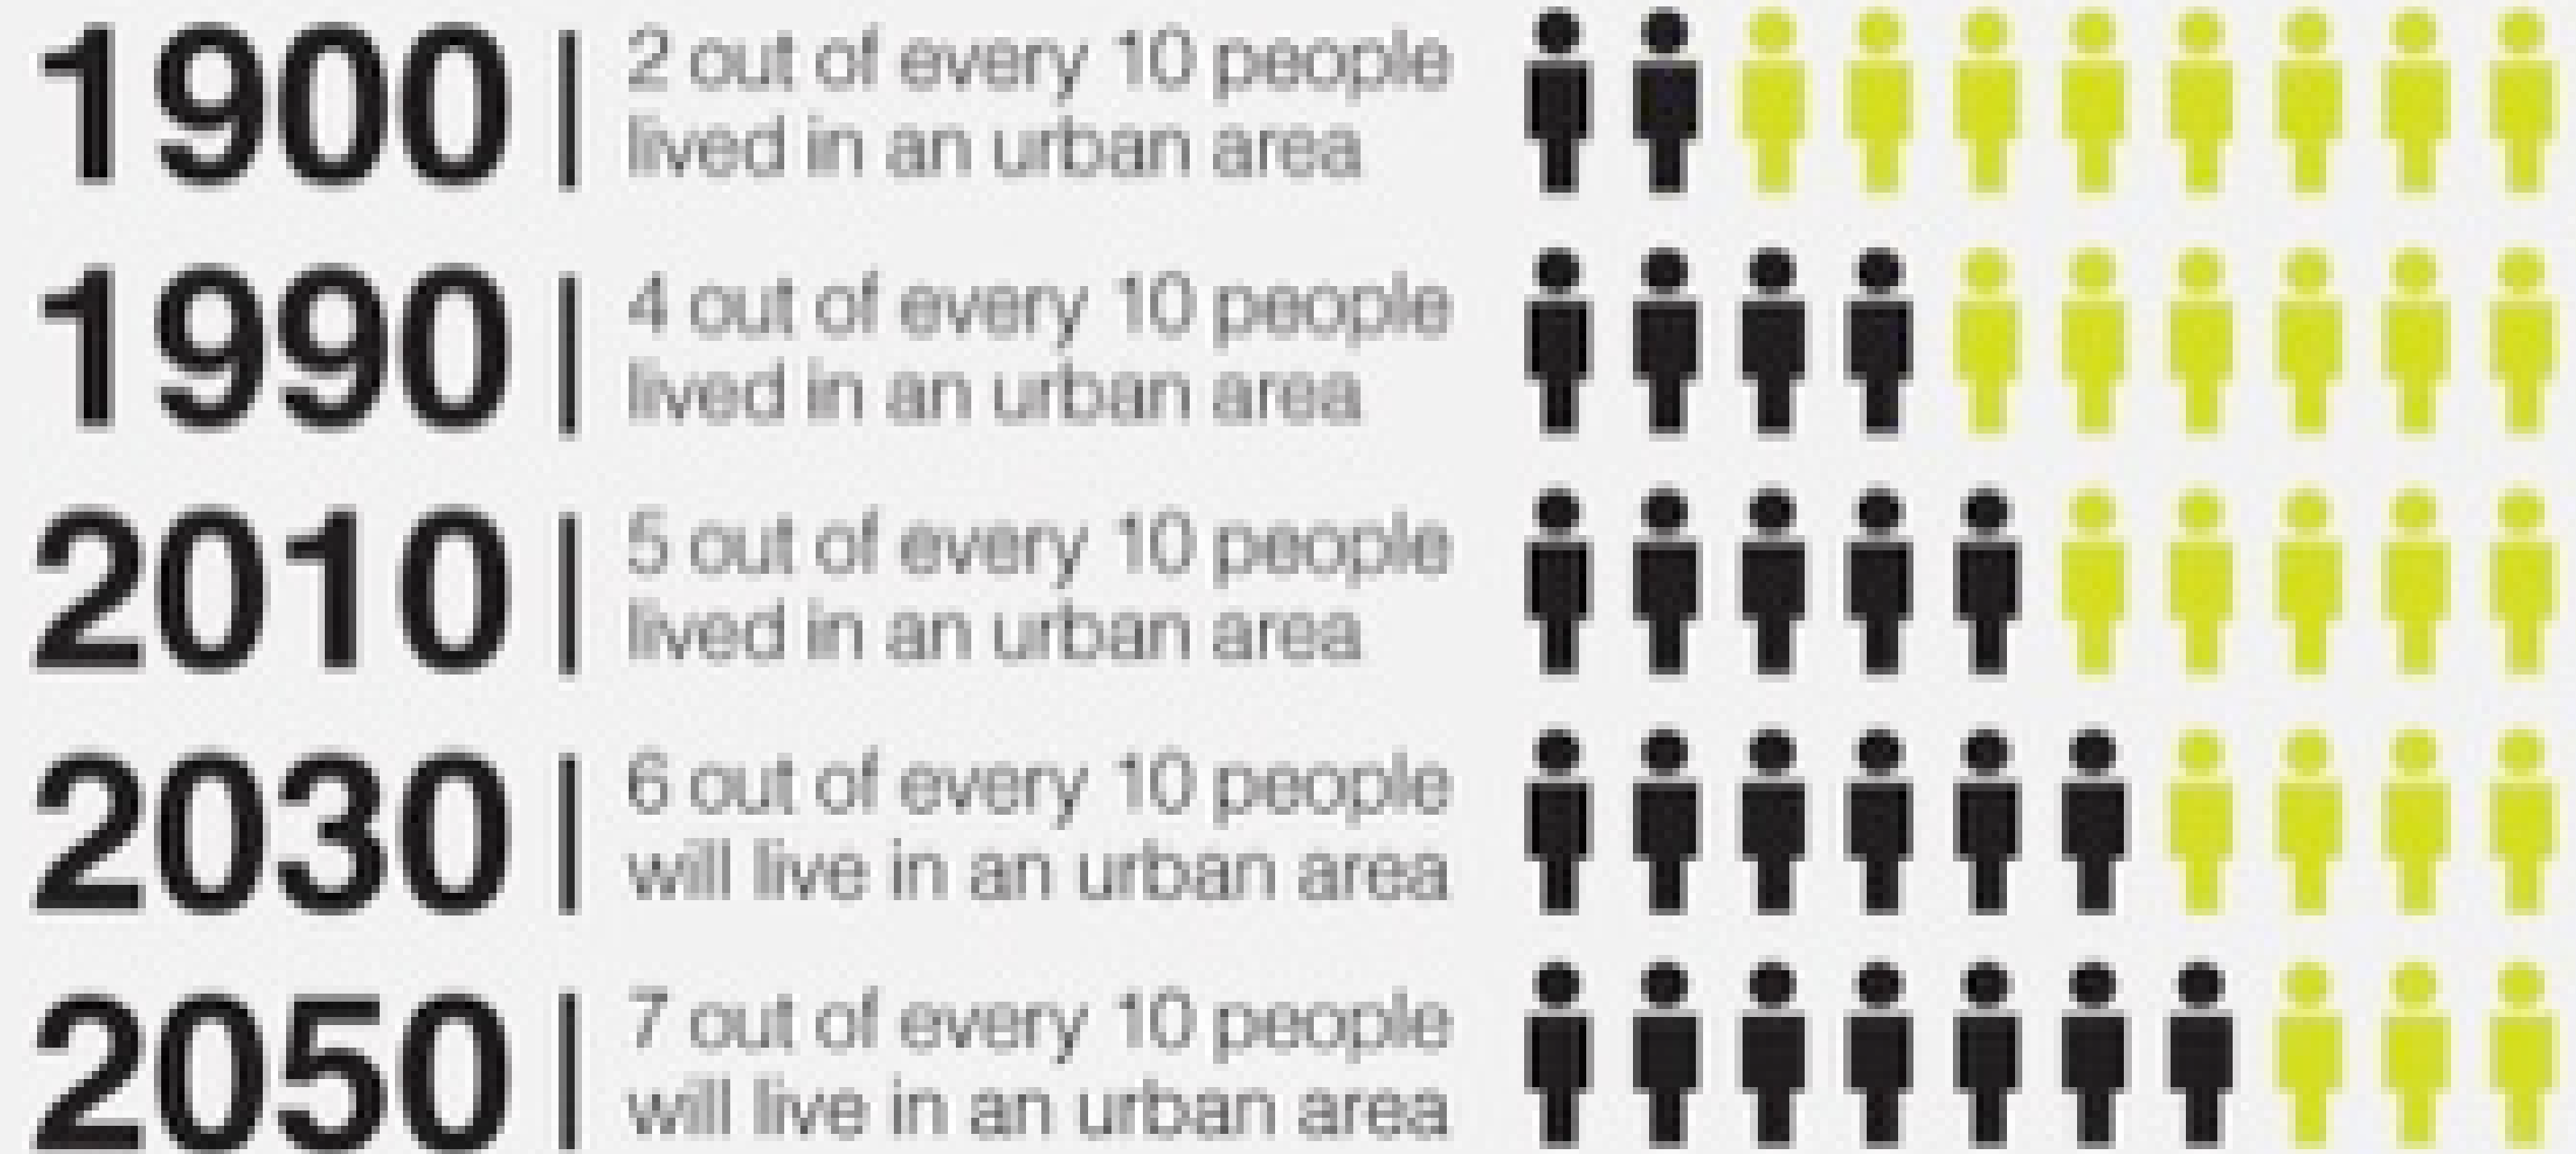 1900 | 2 out of every 10 people
lived in an urban area
1990 | 4 out of every 10 people
lived in an urban area
2010 | 5 out of every 10 people
lived in an urban area
2030 | 6 out of every 10 people
will live in an urban area
2050 | 7 out of every 10 people
will live in an urban area